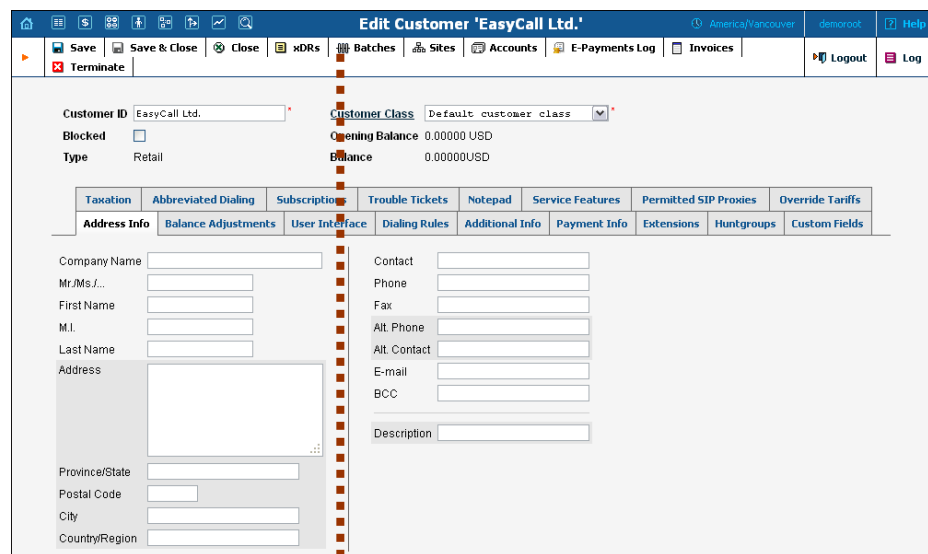 Edit Customer 'EasyCall Ltd.' America/Vancouver demoroot Help
Save Save & Close Close xDRs Batches Sites Accounts E-Payments Log Invoices
Terminate
Logout Log
Customer ID EasyCall Ltd. * Customer Class Default customer class *
Blocked Opening Balance 0.00000 USD
Type Retail Balance 0.00000USD
Taxation Abbreviated Dialing Subscriptions Trouble Tickets Notepad Service Features Permitted SIP Proxies Override Tariffs
Address Info Balance Adjustments User Interface Dialing Rules Additional Info Payment Info Extensions Huntgroups Custom Fields
Company Name Contact
Mr./Ms./... Phone
First Name Fax
M.I. Alt. Phone
Last Name Alt. Contact
Address E-mail
BCC
Description
Province/State
Postal Code
City
Country/Region